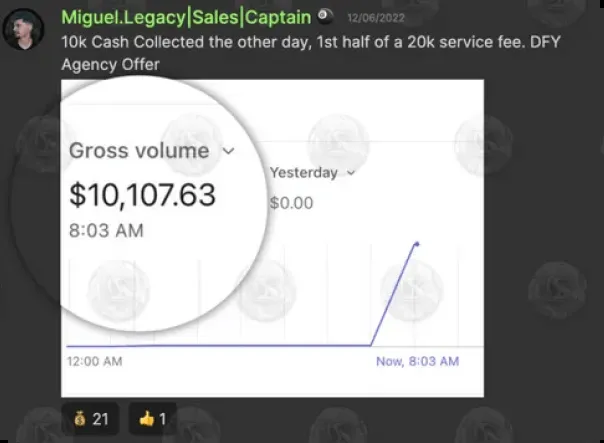 Miguel.Legacy|Sales|Captain 12/06/2022
10k Cash Collected the other day, 1st half of a 20k service fee. DFY
Agency Offer
Gross volume
$10,107.63
8:03 AM
Yesterday
$0.00
12:00 AM
Now, 8:03 AM
21
1